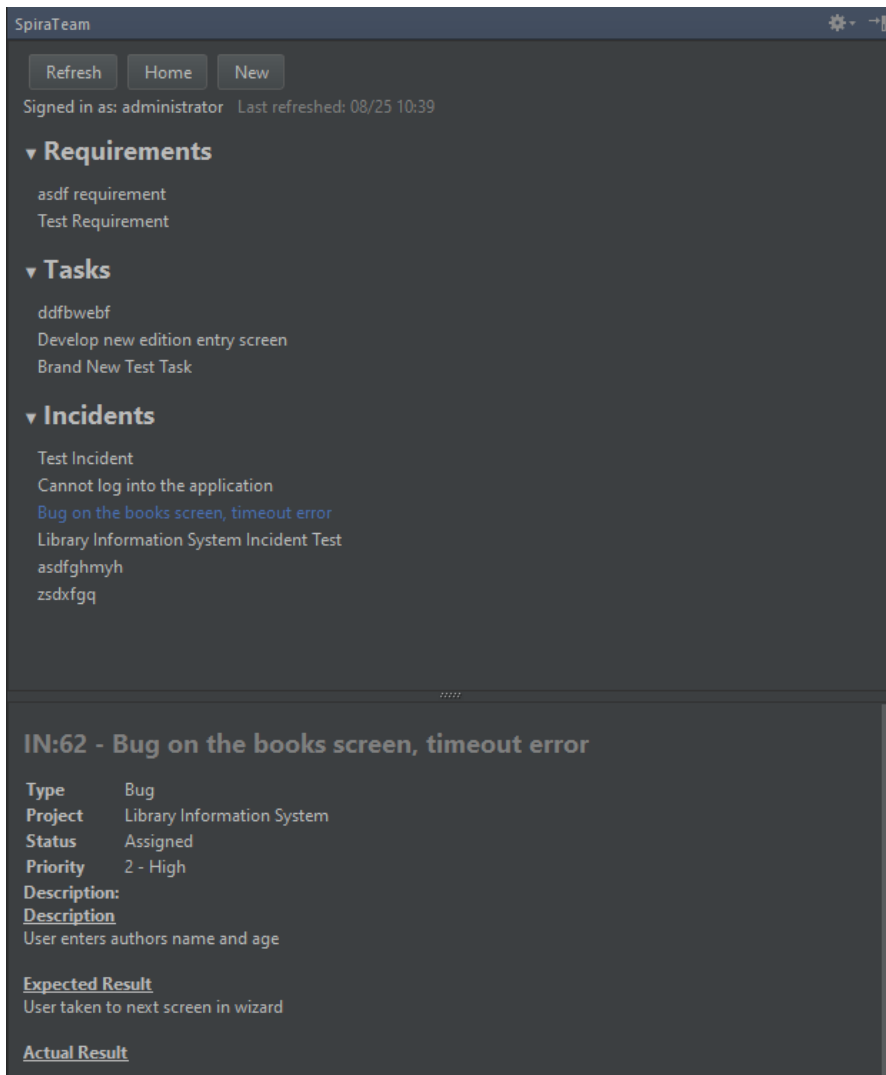 SpiraTeam
Refresh Home New
Signed in as: administrator Last refreshed: 08/25 10:39
Requirements
asdf requirement
Test Requirement
Tasks
ddfbwebf
Develop new edition entry screen
Brand New Test Task
Incidents
Test Incident
Cannot log into the application
Bug on the books screen, timeout error
Library Information System Incident Test
asdfghmyh
zsdxfgq
IN:62 - Bug on the books screen, timeout error
Type Bug
Project Library Information System
Status Assigned
Priority 2 - High
Description:
Description
User enters authors name and age
Expected Result
User taken to next screen in wizard
Actual Result